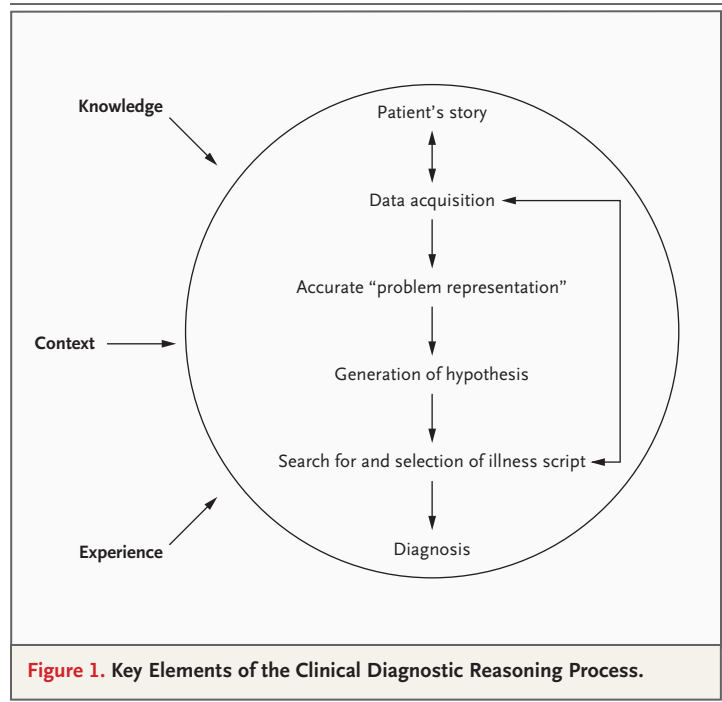 Knowledge
Patient’s story
Data acquisition
Accurate “problem representation”
Context
Generation of hypothesis
Search for and selection of illness script
Experience
Diagnosis
Figure 1. Key Elements of the Clinical Diagnostic Reasoning Process.